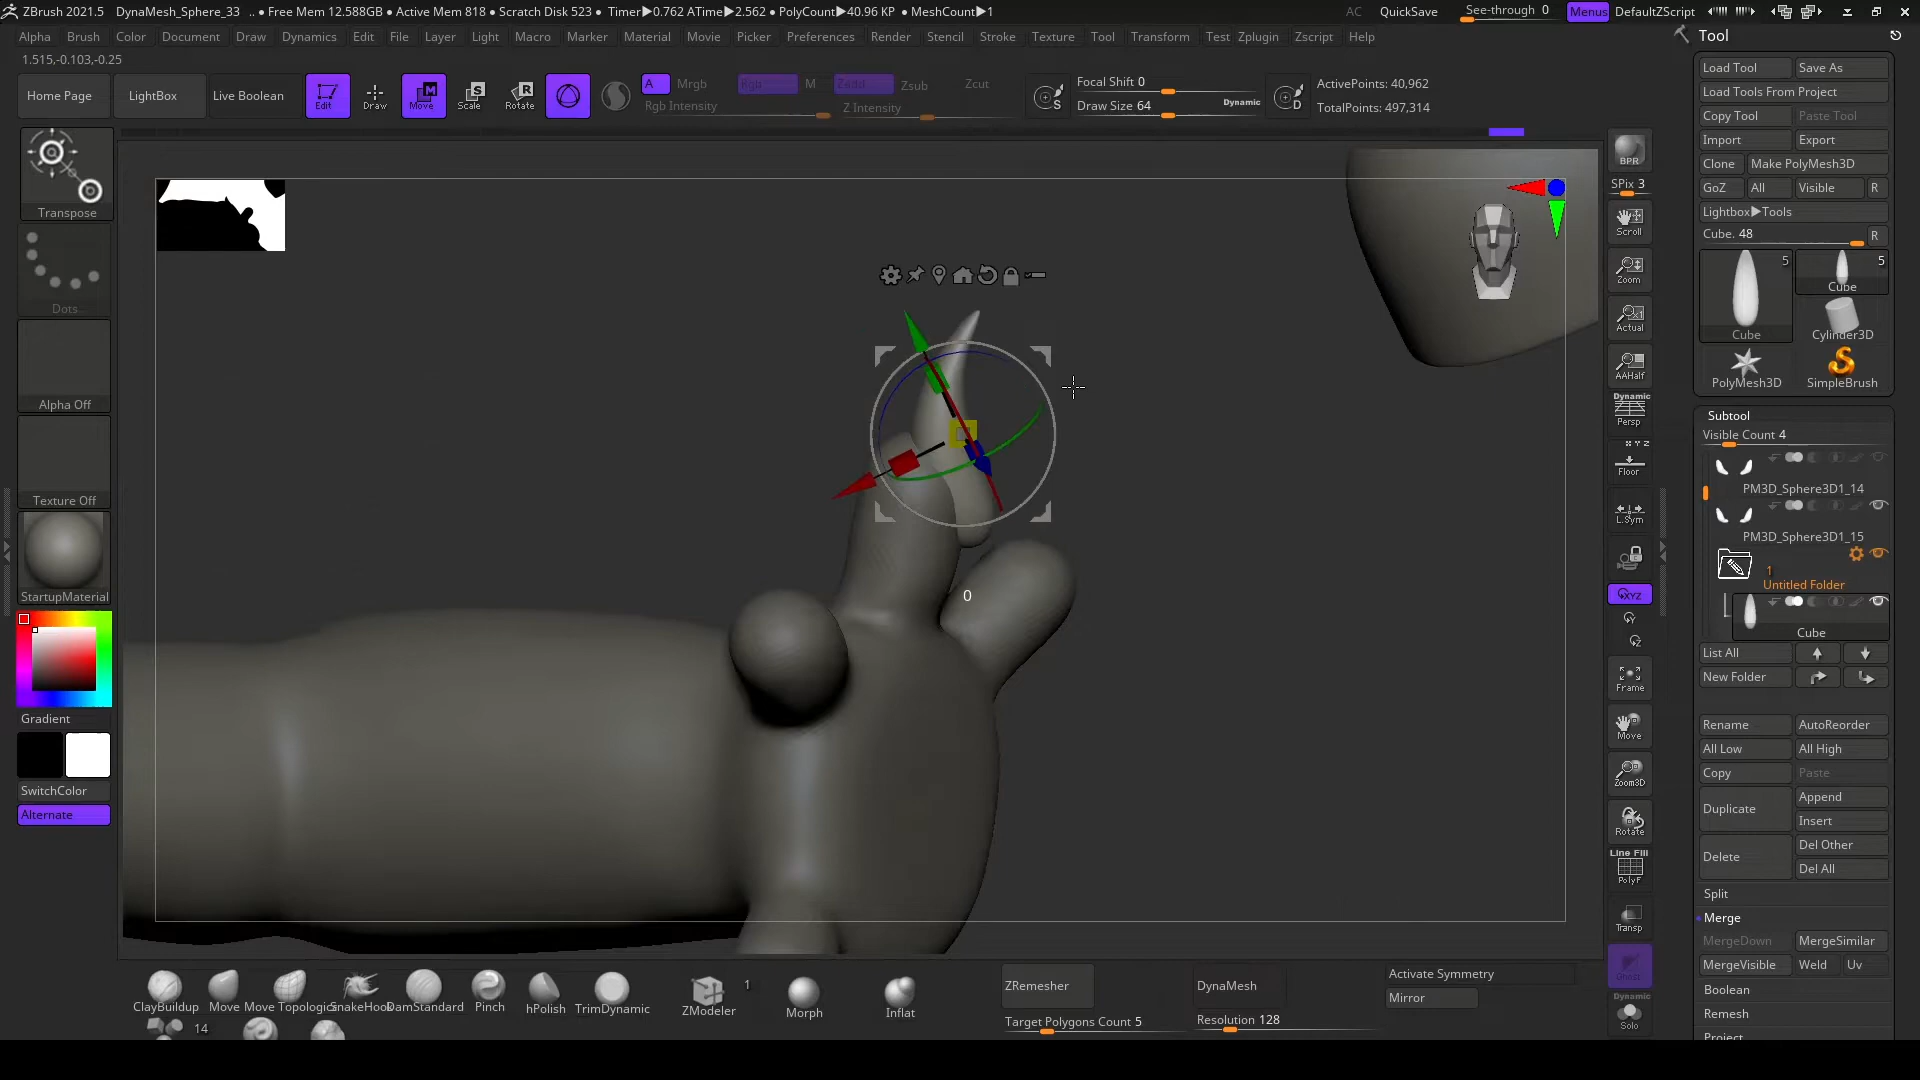 ZBrush 2021.5 DynaMesh_Sphere_33 .. • Free Mem 12.588GB • Active Mem 818 • Scratch Disk 523 • Timer▶0.762 ATime▶2.562 • PolyCount▶40.96 KP • MeshCount▶1 AC QuickSave See-through 0 Menus DefaultZScript
Alpha Brush Color Document Draw Dynamics Edit File Layer Light Macro Marker Material Movie Picker Preferences Render Stencil Stroke Texture Tool Transform Test Zplugin Zscript Help
Tool
1.515,-0.103,-0.25
Home Page LightBox Live Boolean Edit Draw Move Scale Rotate A Mrgb Rgb M Zadd Zsub Zcut
Rgb Intensity Z Intensity
Focal Shift 0
Draw Size 64 Dynamic
ActivePoints: 40,962
TotalPoints: 497,314
Load Tool Save As
Load Tools From Project
Copy Tool Paste Tool
Import Export
Clone Make PolyMesh3D
GoZ All Visible R
Lightbox▶Tools
Cube. 48 R
5 5
Cube
Cube Cylinder3D
PolyMesh3D SimpleBrush
Subtool
Visible Count 4
PM3D_Sphere3D1_14
PM3D_Sphere3D1_15
1
Untitled Folder
Cube
List All
New Folder
Rename AutoReorder
All Low All High
Copy Paste
Duplicate Append
Insert
Delete Del Other
Del All
Split
Merge
MergeDown MergeSimilar
MergeVisible Weld Uv
Boolean
Remesh
Project
Transpose
Dots
Alpha Off
Texture Off
StartupMaterial
Gradient
SwitchColor
Alternate
0
BPR
SPix 3
Scroll
Zoom
Actual
AAHalf
Dynamic
Persp
X Y Z
Floor
L.Sym
XYZ
Y
Z
Frame
Move
Zoom3D
Rotate
Line Fill
PolyF
Transp
Ghost
Dynamic
Solo
ClayBuildup Move Move Topologic SnakeHook DamStandard Pinch hPolish TrimDynamic ZModeler 1 Morph Inflat
14
ZRemesher
Target Polygons Count 5
DynaMesh
Resolution 128
Activate Symmetry
Mirror